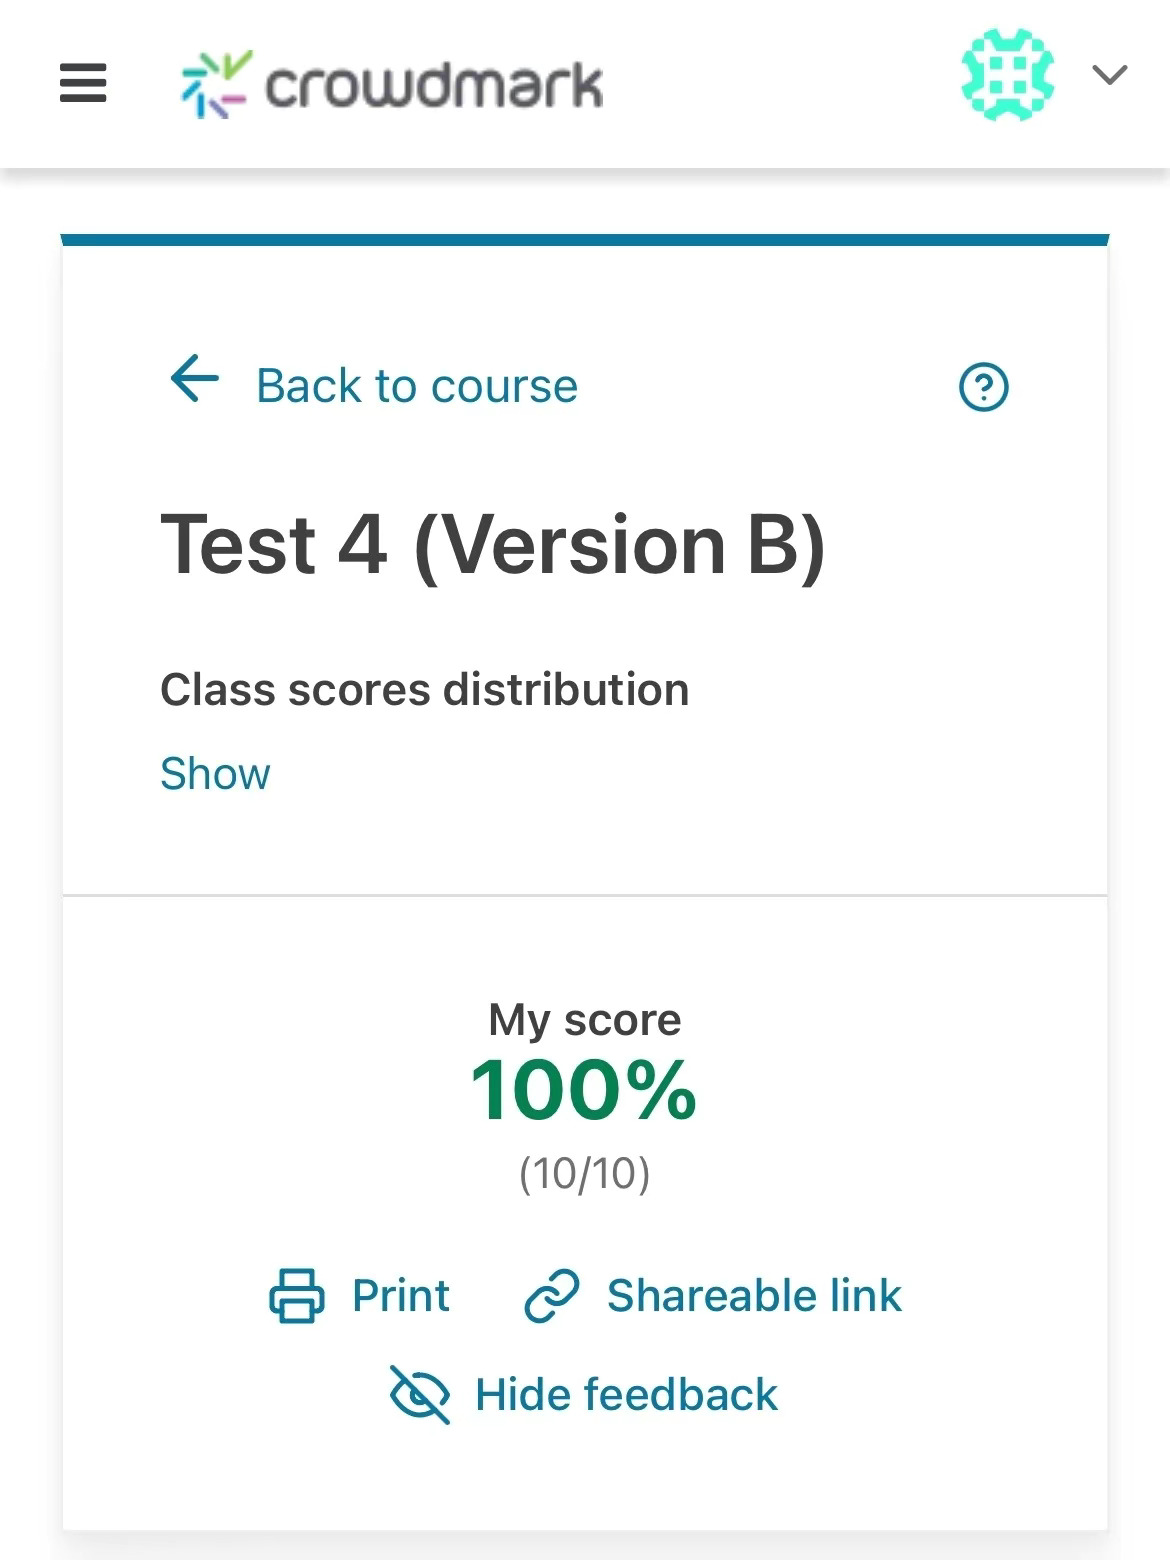 crowdmark
Back to course
Test 4 (Version B)
Class scores distribution
Show
My score
100%
(10/10)
Print
Shareable link
Hide feedback